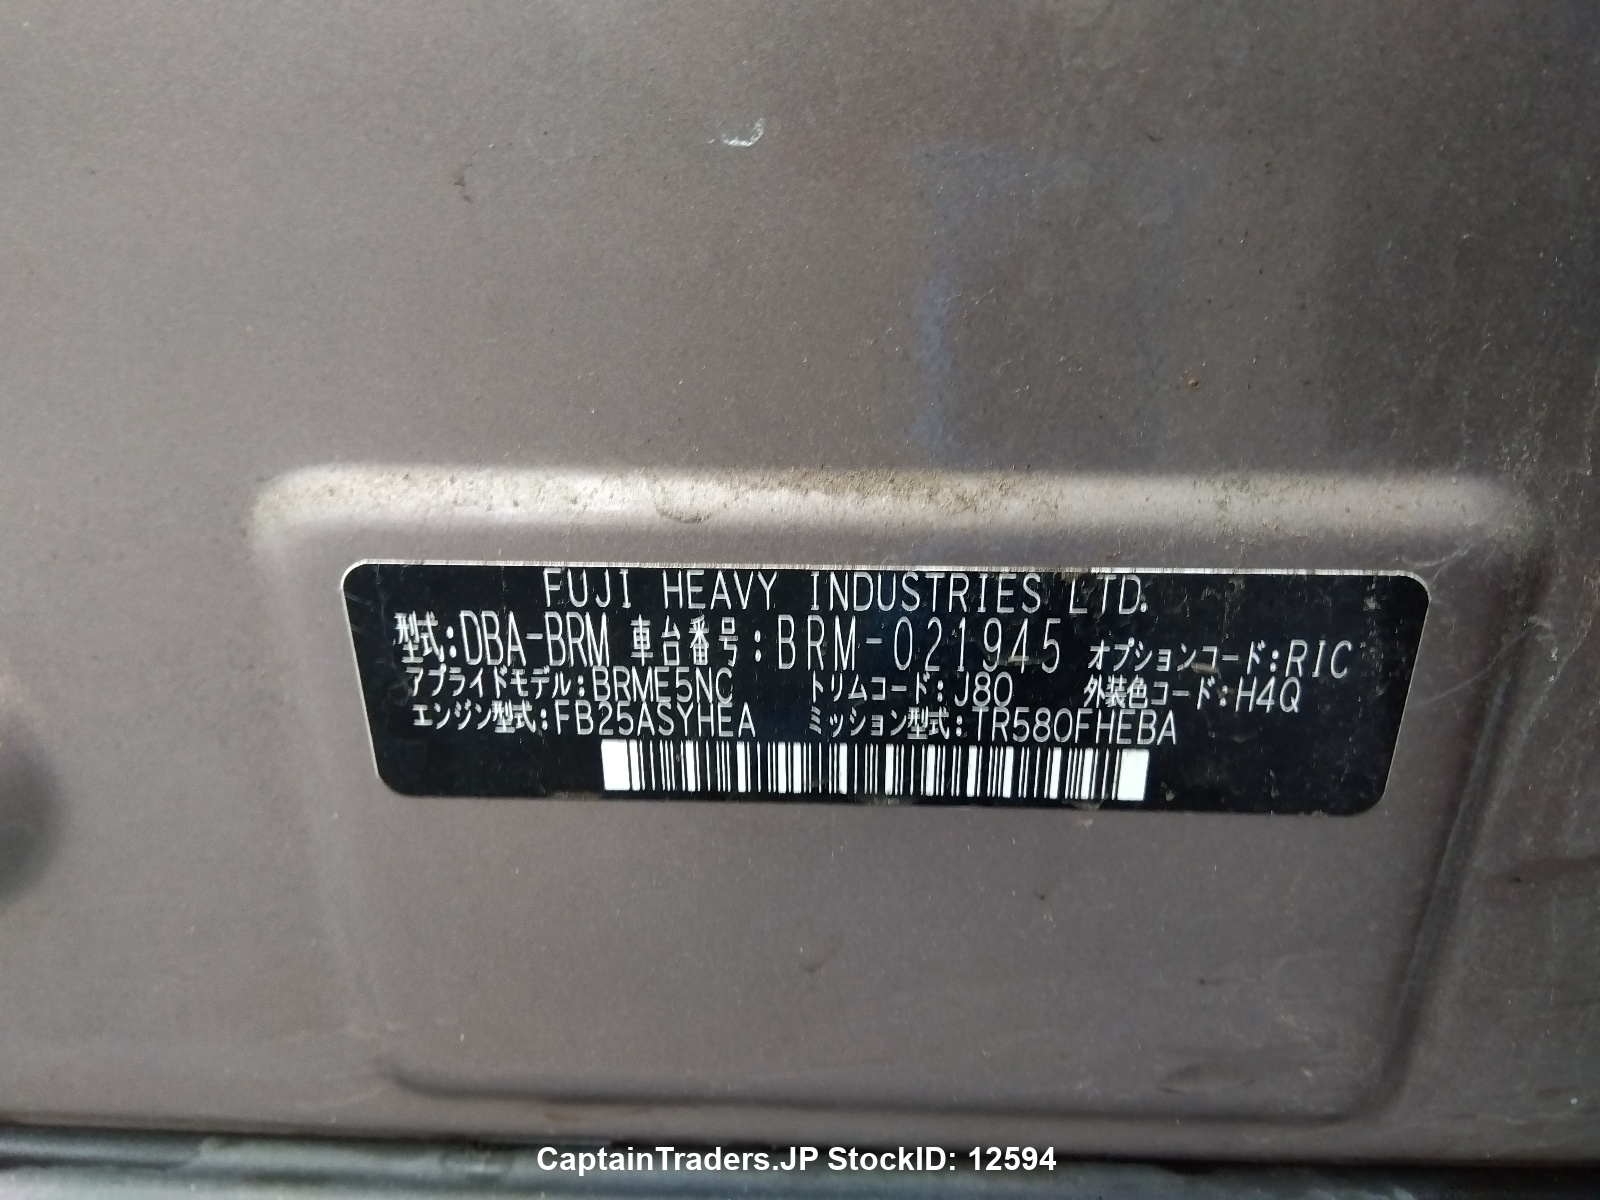 FUJI HEAVY INDUSTRIES LTD.
型式:DBA-BRM 車台番号:BRM-021945 オプションコード:RIC
アプライドモデル:BRME5NC トリムコード:J80 外装色コード:H4Q
エンジン型式:FB25ASYHEA ミッション型式:TR580FHEBA
CaptainTraders.JP StockID: 12594